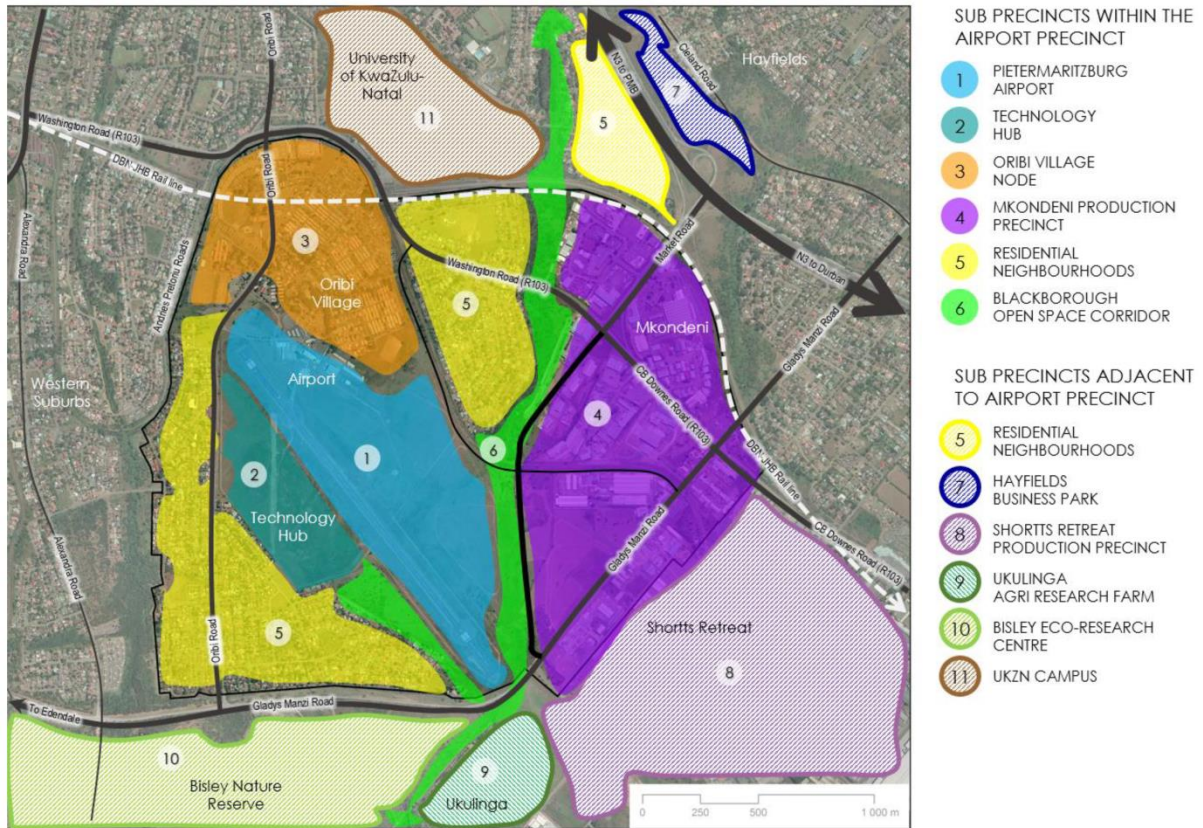 University
of KwaZulu-
Natal
11
Oribi Road
N3 to PMB
Cleland Road
Hayfields
7
5
Washington Road (R103)
DBN-JHB Rail line
Oribi Road
Alexandra Road
Andries Pretorius Roads
3
Oribi
Village
5
Washington Road (R103)
Market Road
N3 to Durban
Mkondeni
Gladys Manzi Road
Western
Suburbs
Airport
4
CB Downes Road (R103)
1
2
6
DBN-JHB Rail line
Technology
Hub
Gladys Manzi Road
CB Downes Road (R103)
Alexandra Road
Oribi Road
5
Shortts Retreat
8
To Edendale
Gladys Manzi Road
10
Bisley Nature
Reserve
9
Ukulinga
0 250 500 1 000 m
SUB PRECINCTS WITHIN THE
AIRPORT PRECINCT
1 PIETERMARITZBURG
AIRPORT
2 TECHNOLOGY
HUB
3 ORIBI VILLAGE
NODE
4 MKONDENI PRODUCTION
PRECINCT
5 RESIDENTIAL
NEIGHBOURHOODS
6 BLACKBOROUGH
OPEN SPACE CORRIDOR
SUB PRECINCTS ADJACENT
TO AIRPORT PRECINCT
5 RESIDENTIAL
NEIGHBOURHOODS
7 HAYFIELDS
BUSINESS PARK
8 SHORTTS RETREAT
PRODUCTION PRECINCT
9 UKULINGA
AGRI RESEARCH FARM
10 BISLEY ECO-RESEARCH
CENTRE
11 UKZN CAMPUS